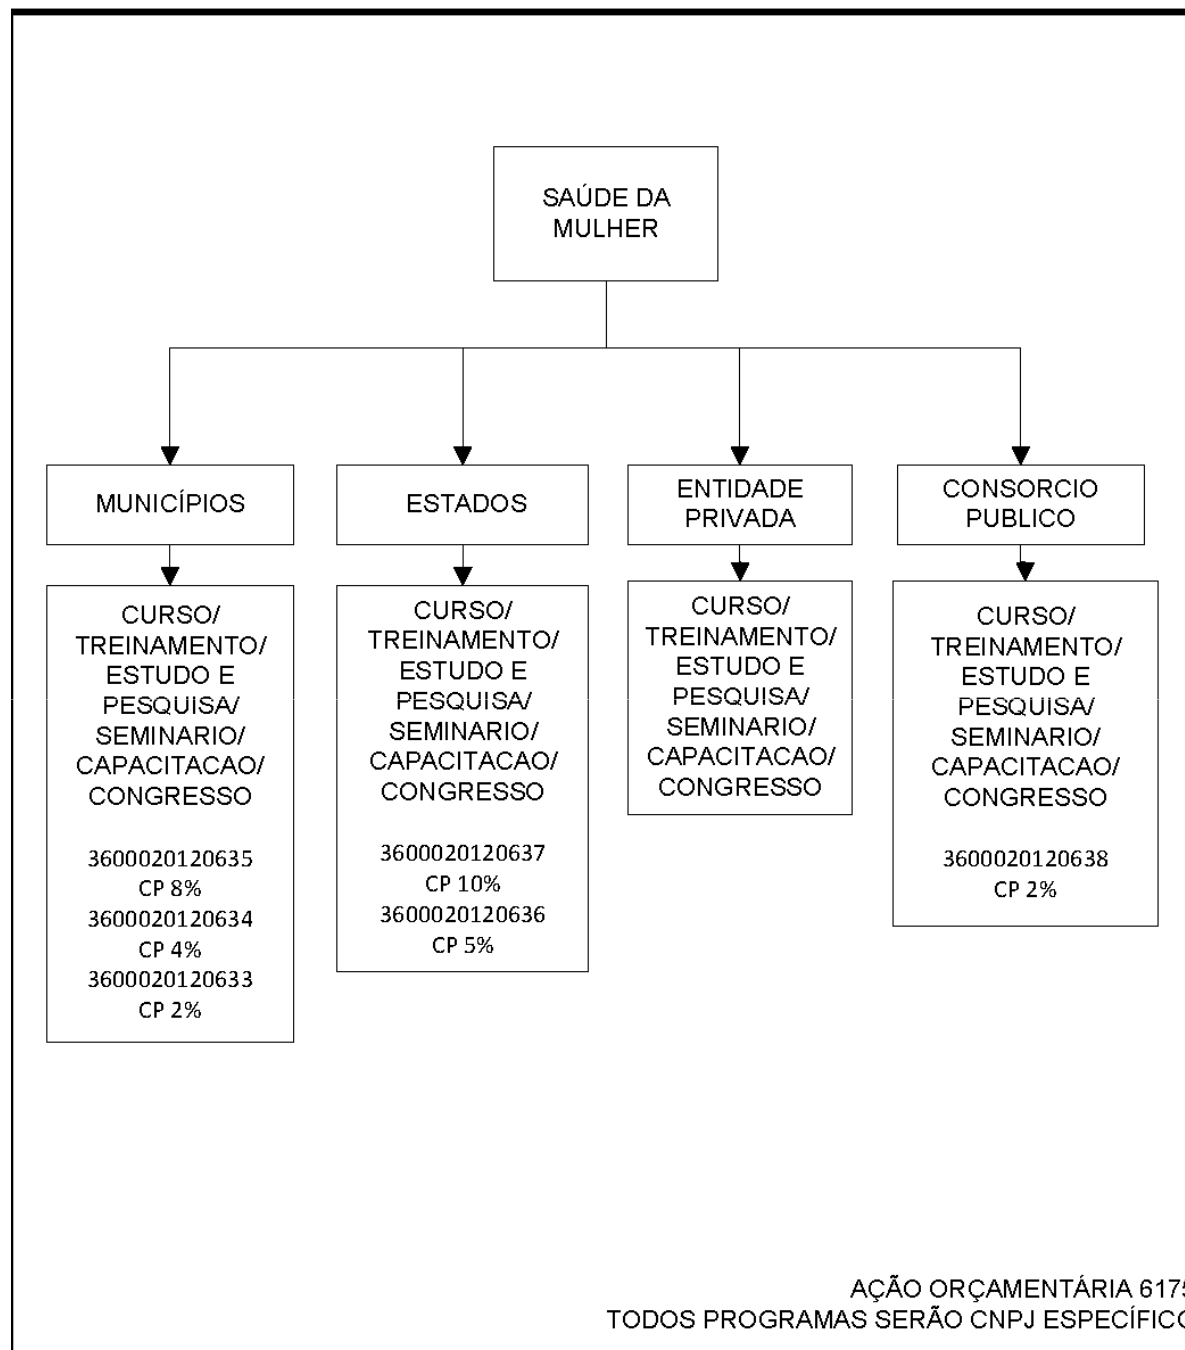 SAÚDE DA
MULHER
MUNICÍPIOS
ESTADOS
ENTIDADE
PRIVADA
CONSORCIO
PUBLICO
CURSO/
TREINAMENTO/
ESTUDO E
PESQUISA/
SEMINARIO/
CAPACITACAO/
CONGRESSO
3600020120635
CP 8%
3600020120634
CP 4%
3600020120633
CP 2%
CURSO/
TREINAMENTO/
ESTUDO E
PESQUISA/
SEMINARIO/
CAPACITACAO/
CONGRESSO
3600020120637
CP 10%
3600020120636
CP 5%
CURSO/
TREINAMENTO/
ESTUDO E
PESQUISA/
SEMINARIO/
CAPACITACAO/
CONGRESSO
CURSO/
TREINAMENTO/
ESTUDO E
PESQUISA/
SEMINARIO/
CAPACITACAO/
CONGRESSO
3600020120638
CP 2%
AÇÃO ORÇAMENTÁRIA 6175
TODOS PROGRAMAS SERÃO CNPJ ESPECÍFICO